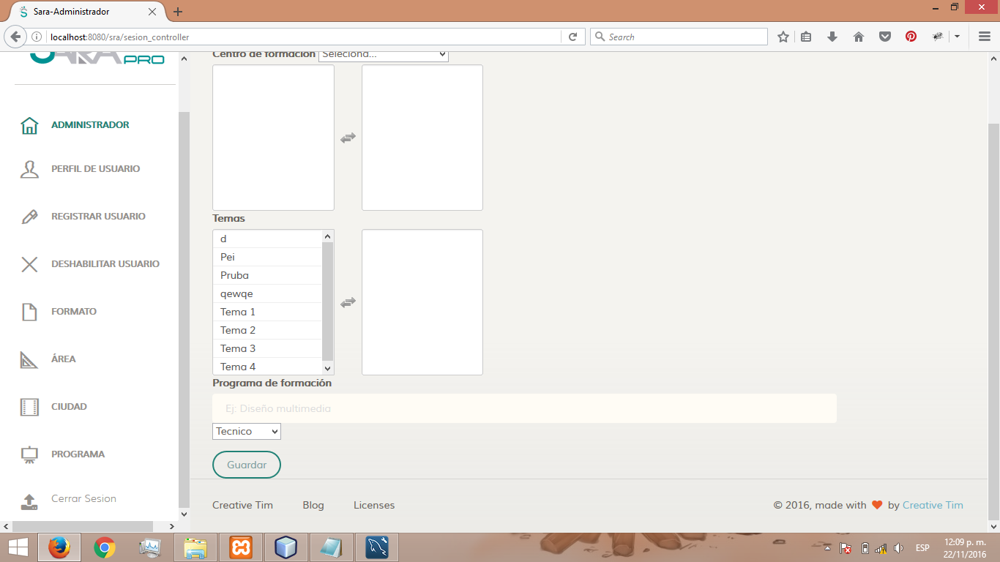 Sara-Administrador
localhost:8080/sra/sesion_controller
Search
SARA PRO
ADMINISTRADOR
PERFIL DE USUARIO
REGISTRAR USUARIO
DESHABILITAR USUARIO
FORMATO
ÁREA
CIUDAD
PROGRAMA
Cerrar Sesion
Centro de formación Seleciona...
Temas
d
Pei
Pruba
qewqe
Tema 1
Tema 2
Tema 3
Tema 4
Programa de formación
Ej: Diseño multimedia
Tecnico
Guardar
Creative Tim Blog Licenses
© 2016, made with by Creative Tim
ESP
12:09 p. m.
22/11/2016